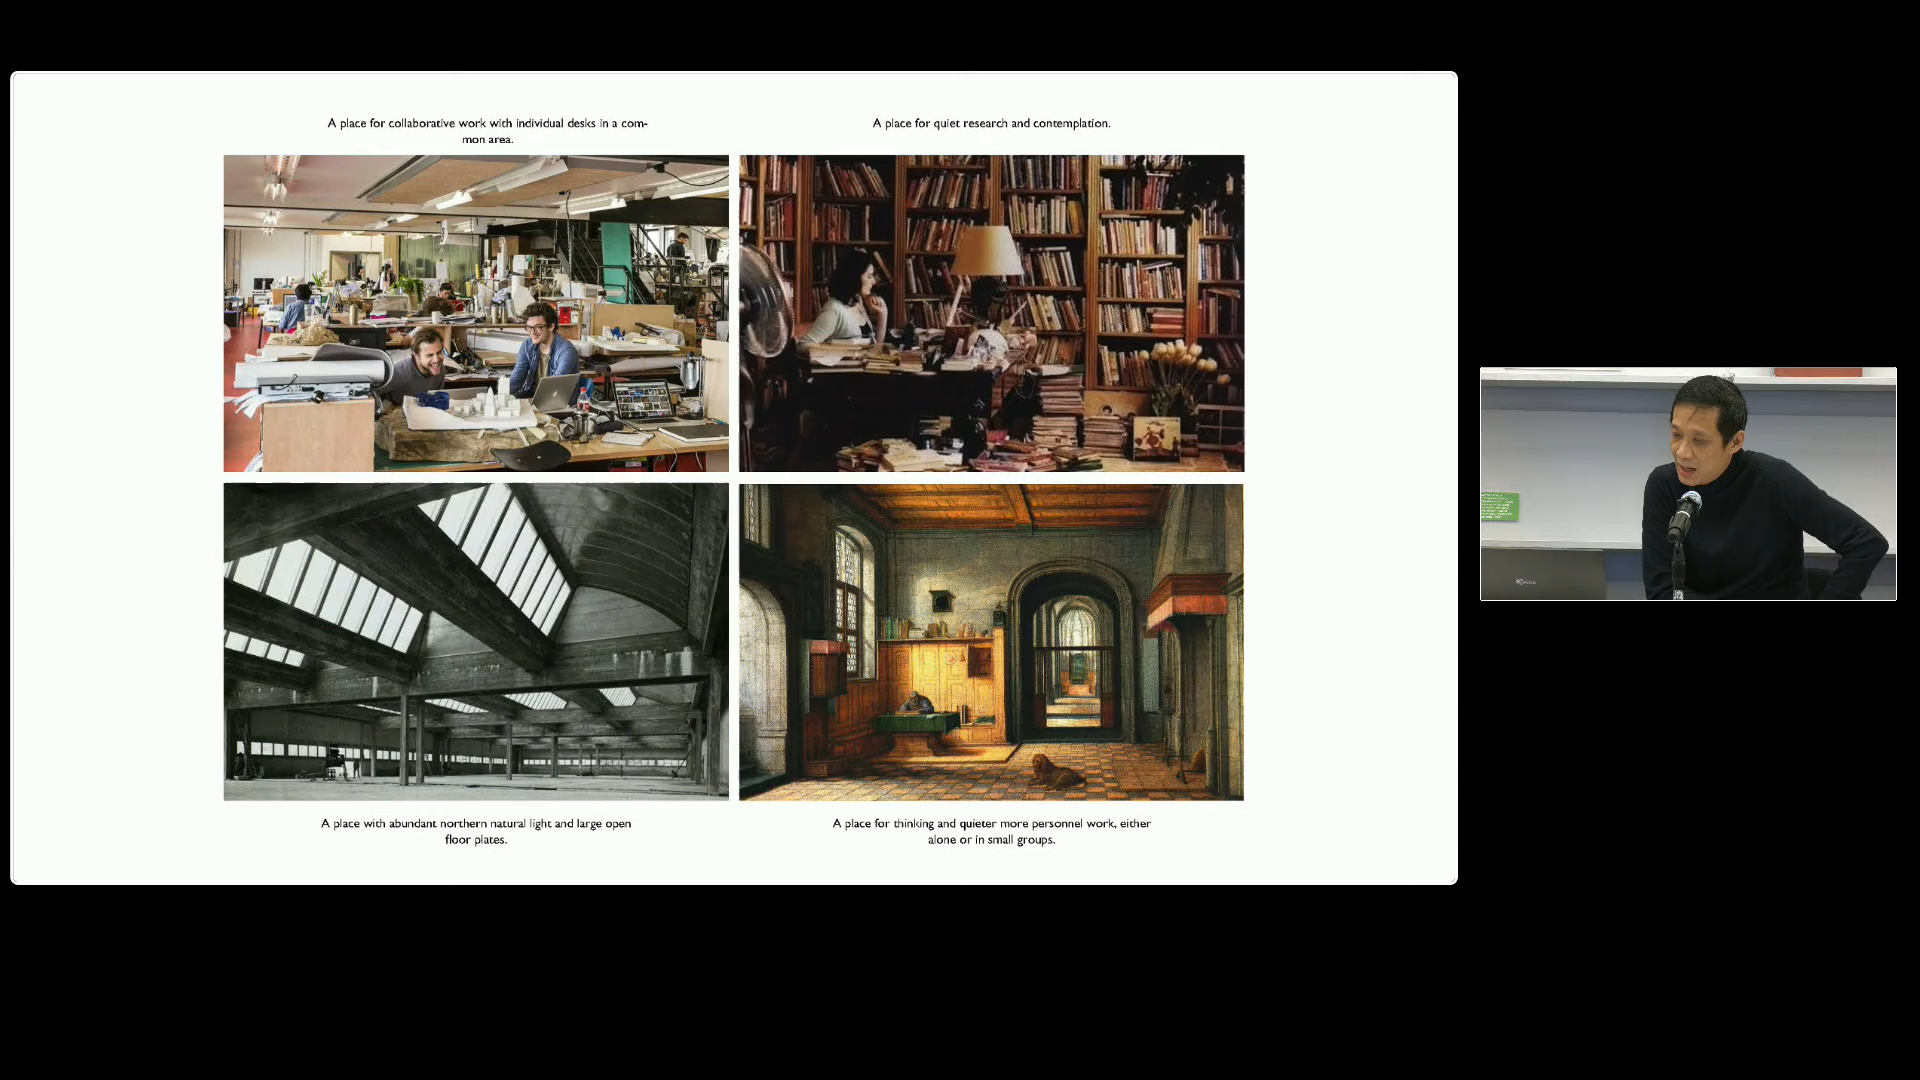 A place for collaborative work with individual desks in a com-
mon area.
A place for quiet research and contemplation.
A place with abundant northern natural light and large open
floor plates.
A place for thinking and quieter more personnel work, either
alone or in small groups.